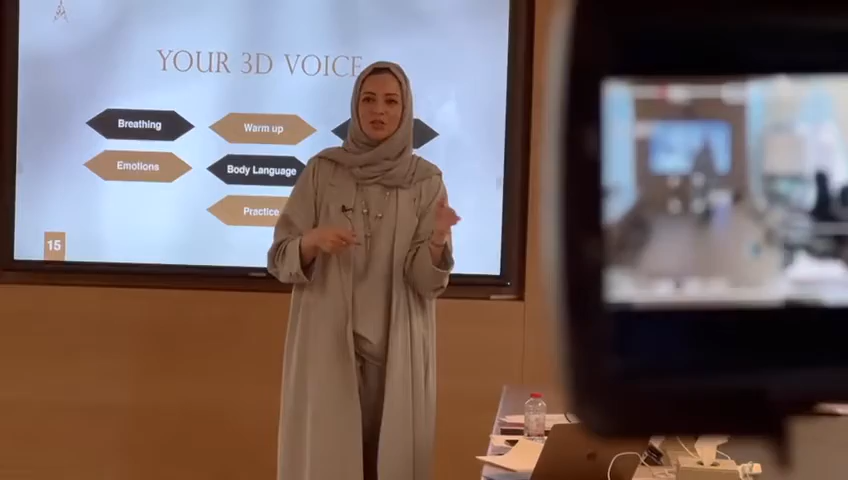 YOUR 3D VOICE
Breathing
Warm up
Emotions
Body Language
Practice
15